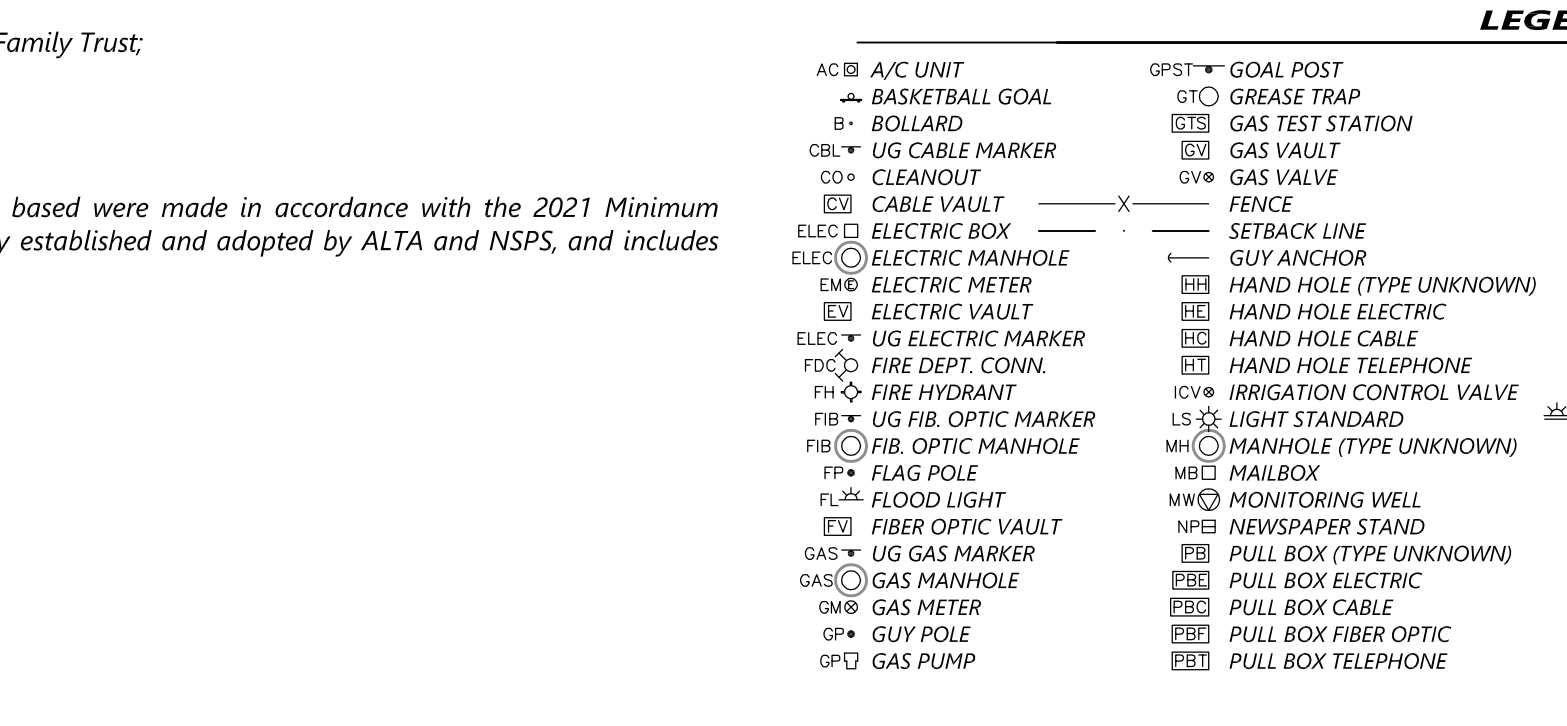 Family Trust;
based were made in accordance with the 2021 Minimum
y established and adopted by ALTA and NSPS, and includes
LEGE
AC A/C UNIT
BASKETBALL GOAL
B BOLLARD
CBL UG CABLE MARKER
CO CLEANOUT
CV CABLE VAULT
ELEC ELECTRIC BOX
ELEC ELECTRIC MANHOLE
EM E ELECTRIC METER
EV ELECTRIC VAULT
ELEC UG ELECTRIC MARKER
FDC FIRE DEPT. CONN.
FH FIRE HYDRANT
FIB UG FIB. OPTIC MARKER
FIB FIB. OPTIC MANHOLE
FP FLAG POLE
FL FLOOD LIGHT
FV FIBER OPTIC VAULT
GAS UG GAS MARKER
GAS GAS MANHOLE
GM GAS METER
GP GUY POLE
GP GAS PUMP
GPST GOAL POST
GT GREASE TRAP
GTS GAS TEST STATION
GV GAS VAULT
GV GAS VALVE
X FENCE
SETBACK LINE
GUY ANCHOR
HH HAND HOLE (TYPE UNKNOWN)
HE HAND HOLE ELECTRIC
HC HAND HOLE CABLE
HT HAND HOLE TELEPHONE
ICV IRRIGATION CONTROL VALVE
LS LIGHT STANDARD
MH MANHOLE (TYPE UNKNOWN)
MB MAILBOX
MW MONITORING WELL
NP NEWSPAPER STAND
PB PULL BOX (TYPE UNKNOWN)
PBE PULL BOX ELECTRIC
PBC PULL BOX CABLE
PBF PULL BOX FIBER OPTIC
PBT PULL BOX TELEPHONE